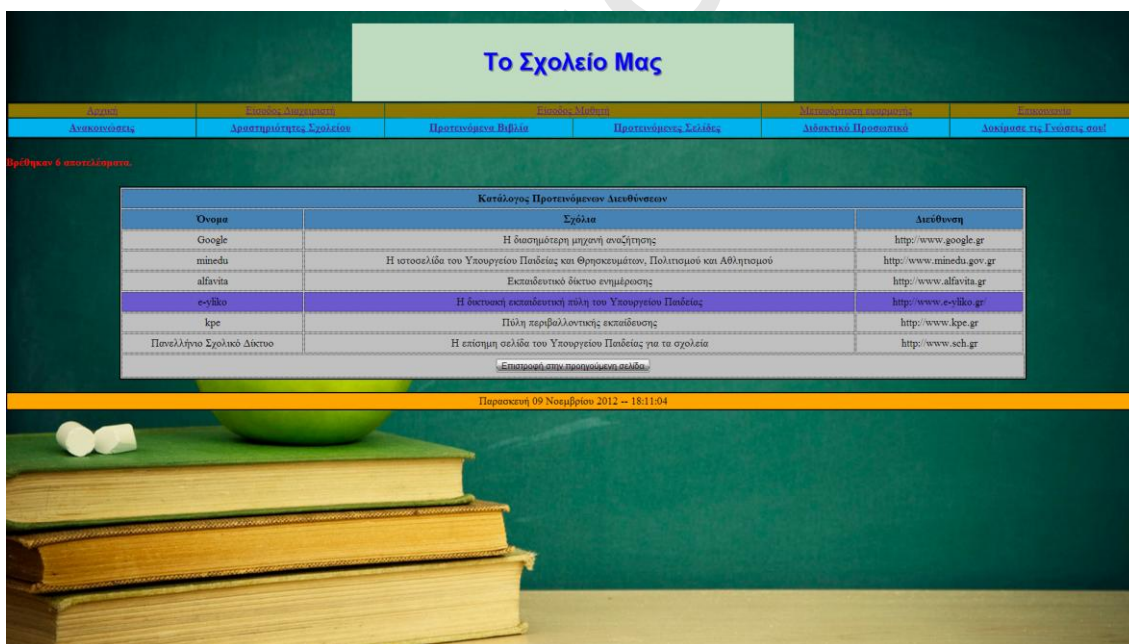 Το Σχολείο Μας
Αρχική Είσοδος Διαχειριστή Είσοδος Μαθητή Μεταφόρτωση εφαρμογής Επικοινωνία
Ανακοινώσεις Δραστηριότητες Σχολείου Προτεινόμενα Βιβλία Προτεινόμενες Σελίδες Διδακτικό Προσωπικό Δοκίμασε τις Γνώσεις σου!
Βρέθηκαν 6 αποτελέσματα.
Κατάλογος Προτεινόμενων Διευθύνσεων
Όνομα Σχόλια Διεύθυνση
Google Η διασημότερη μηχανή αναζήτησης http://www.google.gr
minedu Η ιστοσελίδα του Υπουργείου Παιδείας και Θρησκευμάτων, Πολιτισμού και Αθλητισμού http://www.minedu.gov.gr
alfavita Εκπαιδευτικό δίκτυο ενημέρωσης http://www.alfavita.gr
e-yliko Η δικτυακή εκπαιδευτική πύλη του Υπουργείου Παιδείας http://www.e-yliko.gr/
kpe Πύλη περιβαλλοντικής εκπαίδευσης http://www.kpe.gr
Πανελλήνιο Σχολικό Δίκτυο Η επίσημη σελίδα του Υπουργείου Παιδείας για τα σχολεία http://www.sch.gr
Επιστροφή στην προηγούμενη σελίδα
Παρασκευή 09 Νοεμβρίου 2012 -- 18:11:04